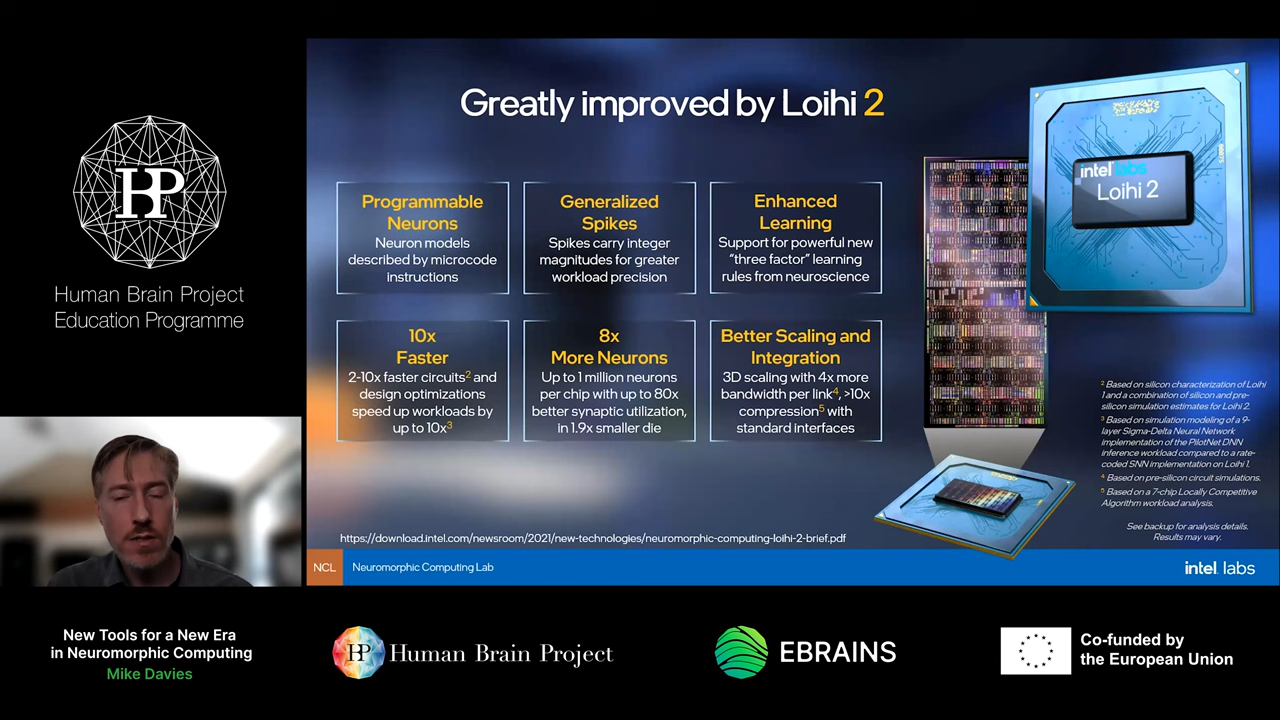 HP
Human Brain Project
Education Programme
Greatly improved by Loihi 2
Programmable
Neurons
Neuron models
described by microcode
instructions
Generalized
Spikes
Spikes carry integer
magnitudes for greater
workload precision
Enhanced
Learning
Support for powerful new
“three factor” learning
rules from neuroscience
10x
Faster
2-10x faster circuits2 and
design optimizations
speed up workloads by
up to 10x3
8x
More Neurons
Up to 1 million neurons
per chip with up to 80x
better synaptic utilization,
in 1.9x smaller die
Better Scaling and
Integration
3D scaling with 4x more
bandwidth per link4, >10x
compression5 with
standard interfaces
intel labs
Loihi 2
2 Based on silicon characterization of Loihi
1 and a combination of silicon and pre-
silicon simulation estimates for Loihi 2.
3 Based on simulation modeling of a 9-
layer Sigma-Delta Neural Network
implementation of the PilotNet DNN
inference workload compared to a rate-
coded SNN implementation on Loihi 1.
4 Based on pre-silicon circuit simulations.
5 Based on a 7-chip Locally Competitive
Algorithm workload analysis.
See backup for analysis details.
Results may vary.
https://download.intel.com/newsroom/2021/new-technologies/neuromorphic-computing-loihi-2-brief.pdf
NCL
Neuromorphic Computing Lab
intel labs
New Tools for a New Era
in Neuromorphic Computing
Mike Davies
HP Human Brain Project
EBRAINS
Co-funded by
the European Union